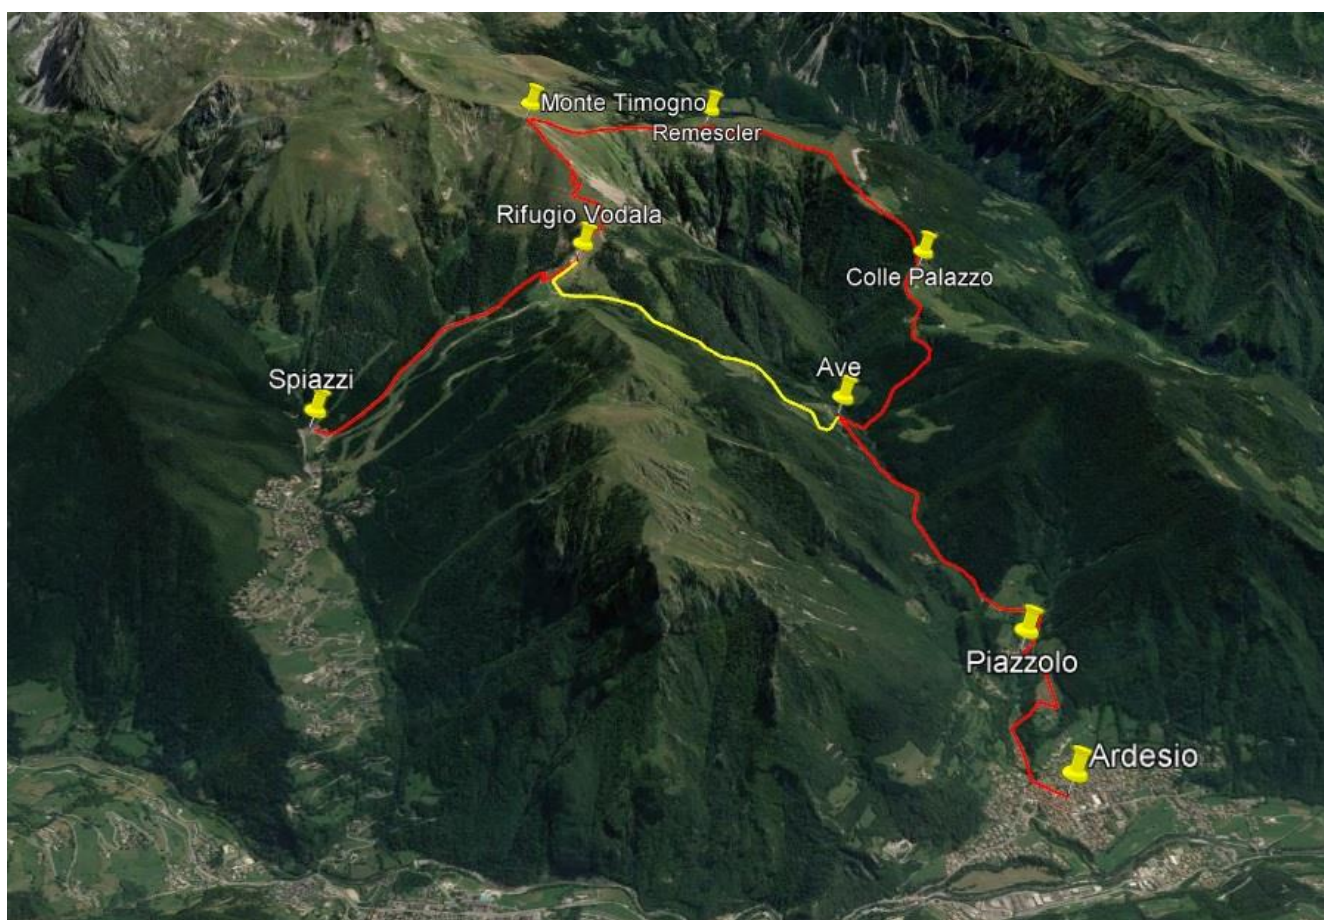 Monte Timogno
Remescler
Rifugio Vodala
Colle Palazzo
Spiazzi
Ave
Piazzolo
Ardesio